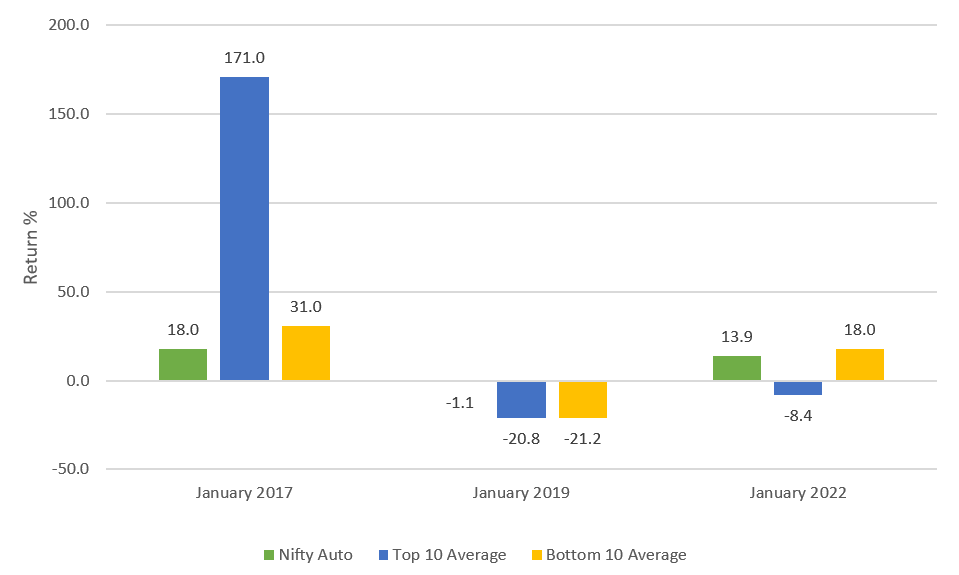 200.0
171.0
150.0
100.0
Return %
50.0
31.0
18.0
13.9
18.0
0.0
-1.1
-8.4
-20.8
-21.2
-50.0
January 2017
January 2019
January 2022
Nifty Auto
Top 10 Average
Bottom 10 Average